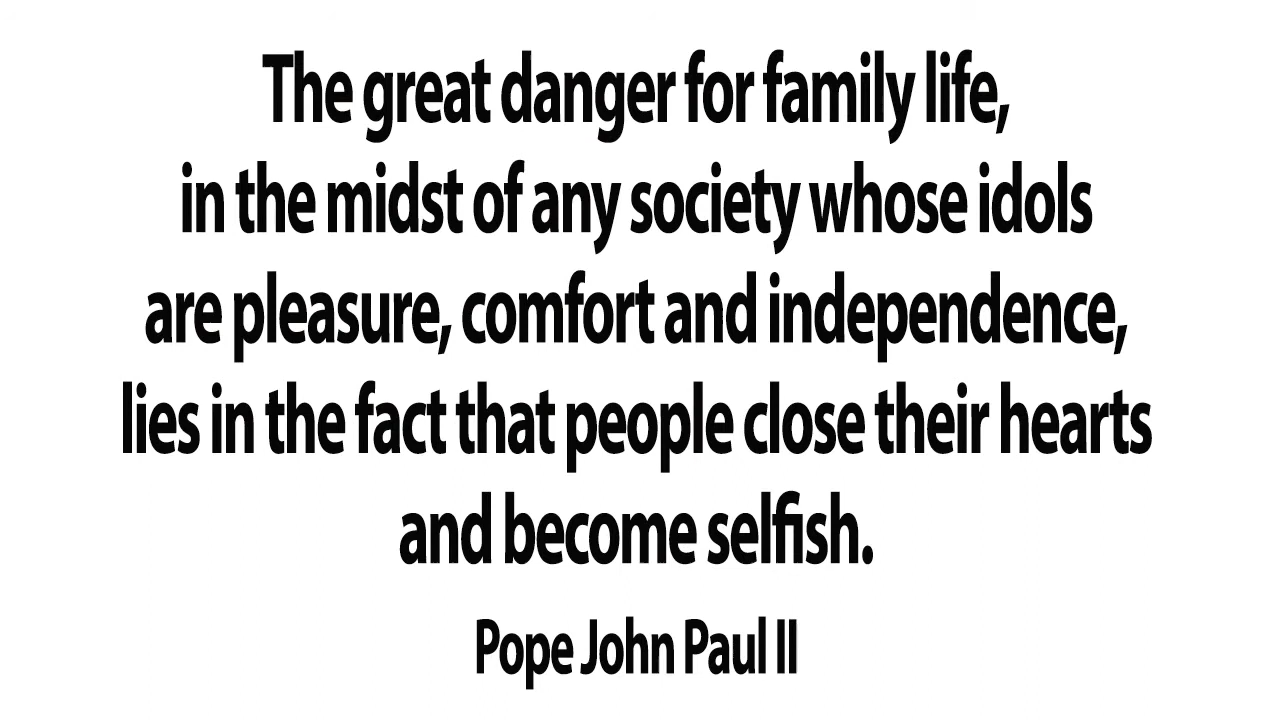 The great danger for family life,
in the midst of any society whose idols
are pleasure, comfort and independence,
lies in the fact that people close their hearts
and become selfish.
Pope John Paul II